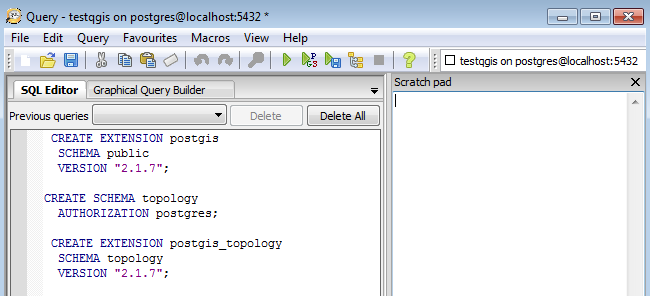 Query - testqgis on postgres@localhost:5432 *
File Edit Query Favourites Macros View Help
testqgis on postgres@localhost:5432
SQL Editor Graphical Query Builder
Scratch pad
Previous queries Delete Delete All
CREATE EXTENSION postgis
SCHEMA public
VERSION "2.1.7";
CREATE SCHEMA topology
AUTHORIZATION postgres;
CREATE EXTENSION postgis_topology
SCHEMA topology
VERSION "2.1.7";